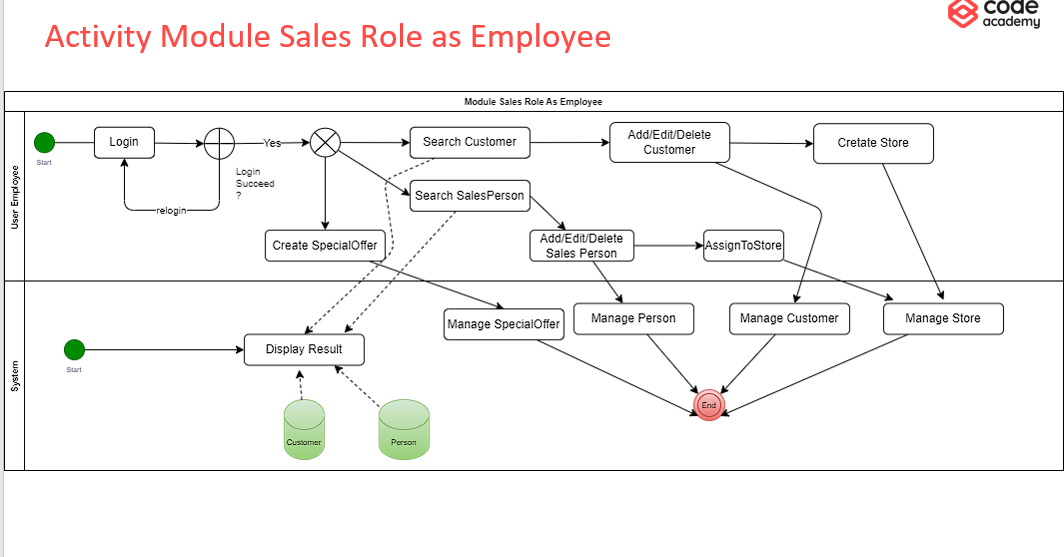 code
academy
Activity Module Sales Role as Employee
Module Sales Role As Employee
User Employee
Start
Login
Yes
Login
Succeed
?
relogin
Search Customer
Add/Edit/Delete
Customer
Cretate Store
Search SalesPerson
Create SpecialOffer
Add/Edit/Delete
Sales Person
AssignToStore
System
Start
Display Result
Manage SpecialOffer
Manage Person
Manage Customer
Manage Store
End
Customer
Person